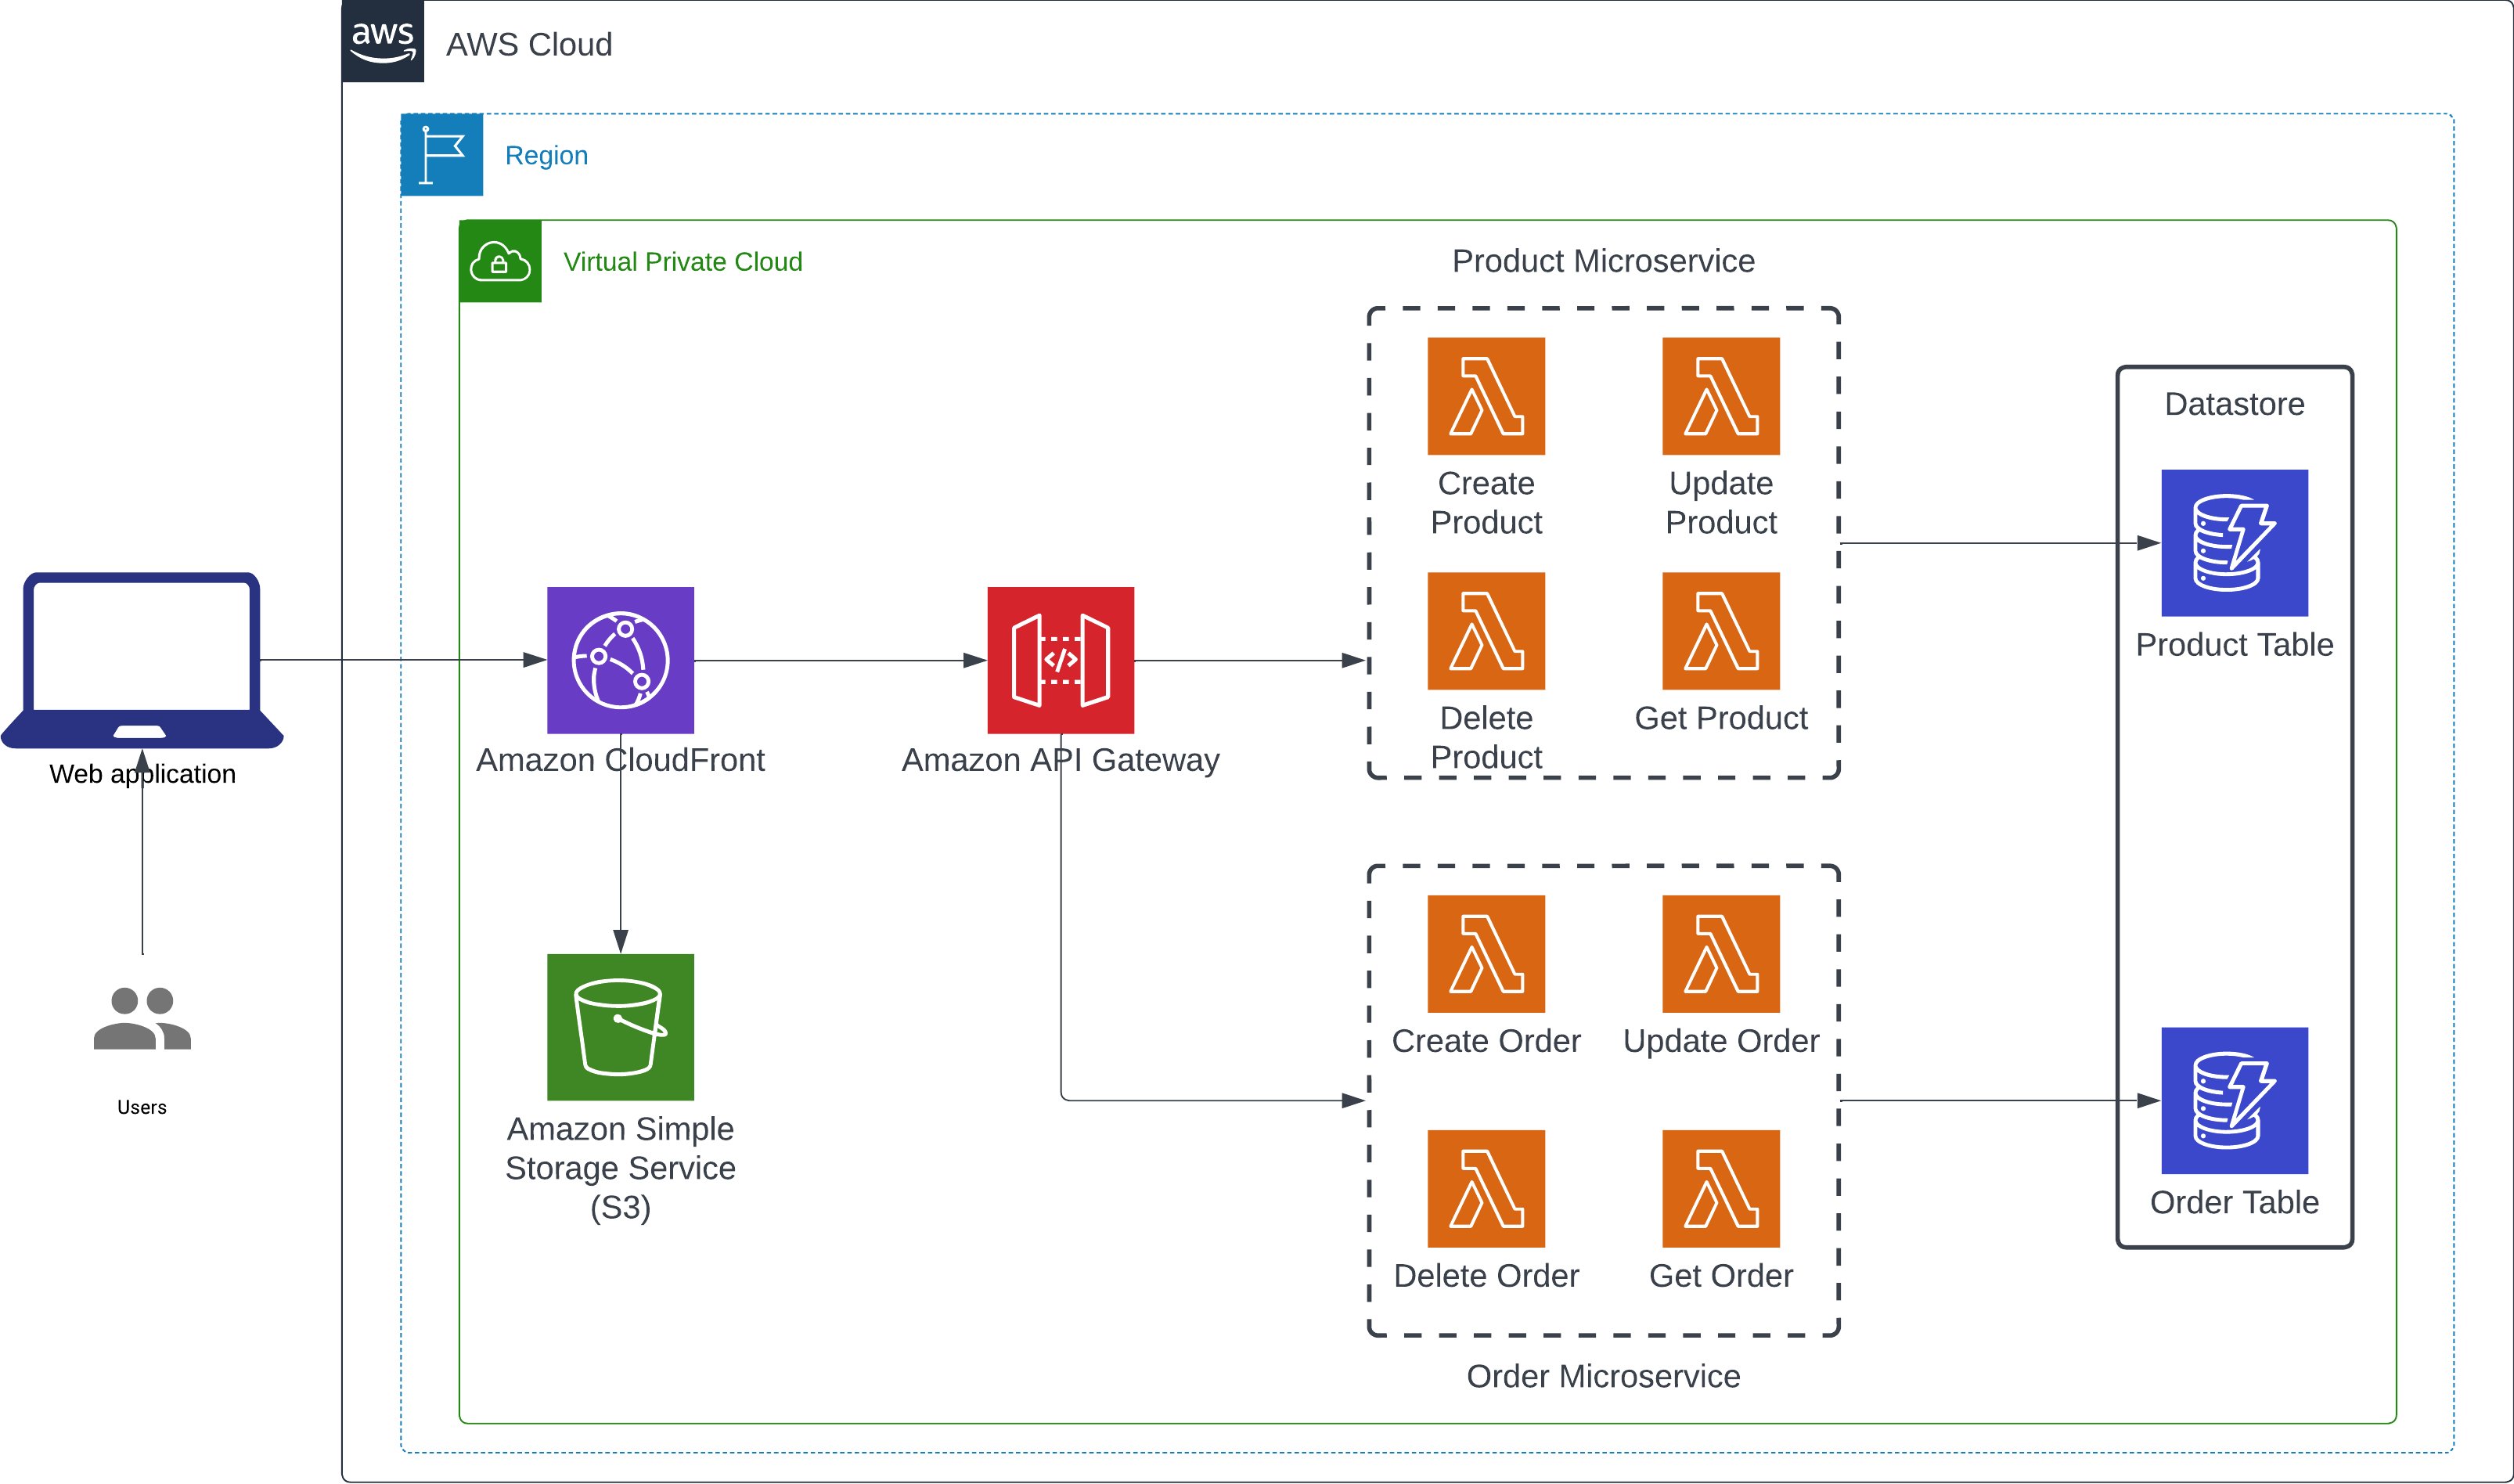 aws
AWS Cloud
Region
Virtual Private Cloud
Product Microservice
Create
Product
Update
Product
Delete
Product
Get Product
Datastore
Product Table
Web application
Amazon CloudFront
Amazon API Gateway
Users
Amazon Simple
Storage Service
(S3)
Create Order
Update Order
Delete Order
Get Order
Order Table
Order Microservice